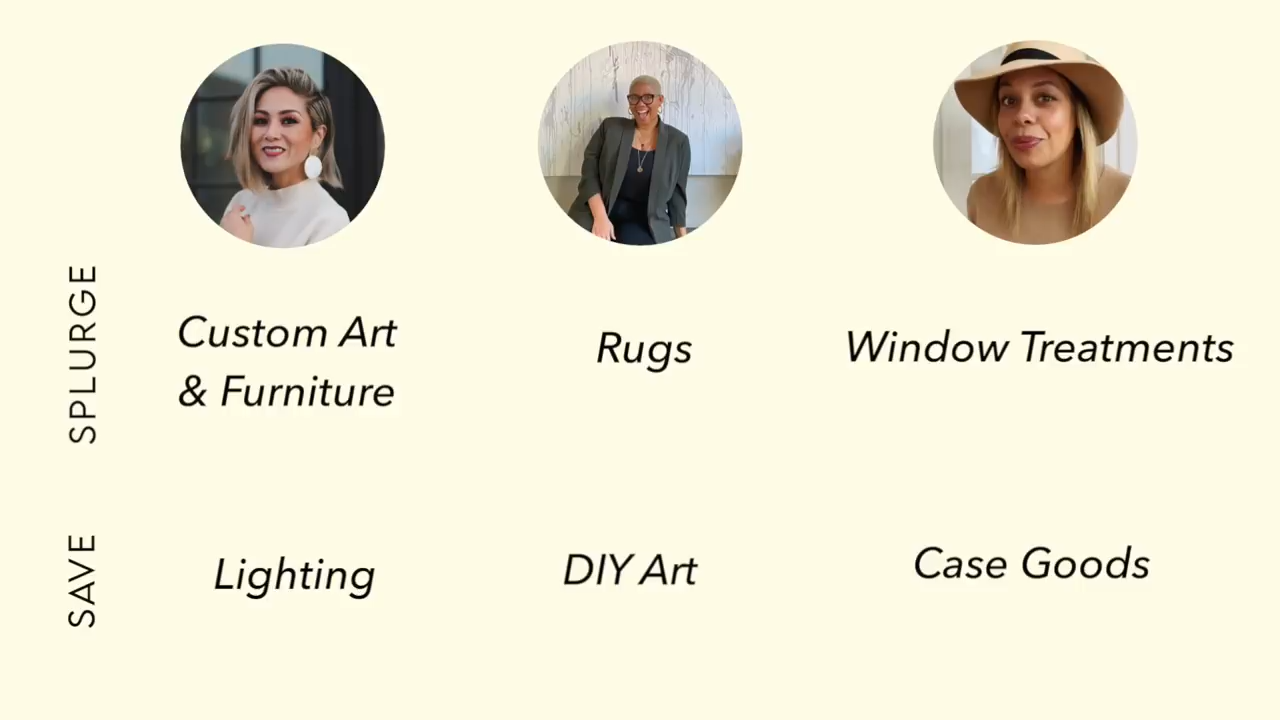 SPLURGE
Custom Art
& Furniture
Rugs
Window Treatments
SAVE
Lighting
DIY Art
Case Goods